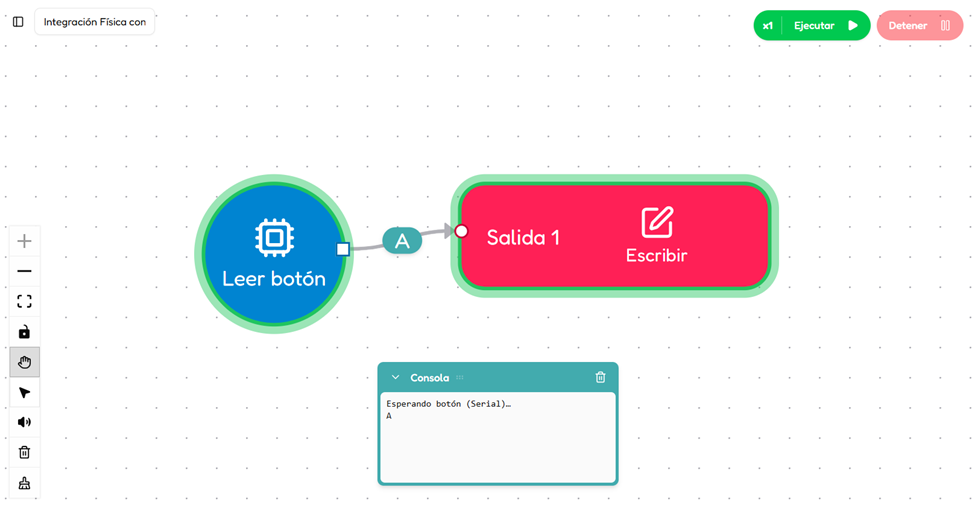 Integración Física con
x1 Ejecutar
Detener
Leer botón
A
Salida 1
Escribir
Consola
Esperando botón (Serial)…
A